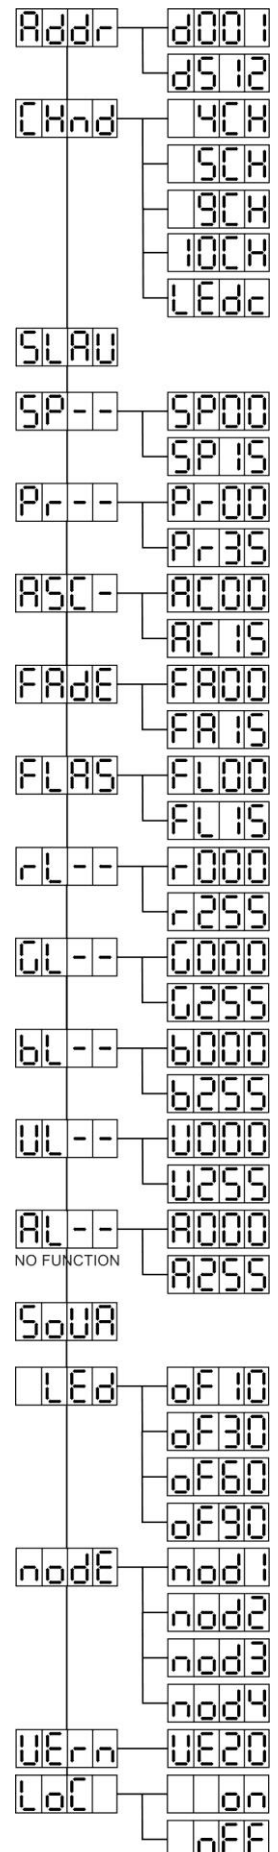 Addr d001
d512
CHnd 4CH
5CH
9CH
10CH
LEdc
SLAU
SP-- SP00
SP15
Pr-- Pr00
Pr35
ASC- AC00
AC15
FAdE FA00
FA15
FLAS FL00
FL15
rL-- r000
r255
GL-- G000
G255
bL-- b000
b255
UL-- U000
U255
AL-- A000
NO FUNCTION
A255
SoUA
LEd oF10
oF30
oF60
oF90
nodE nod1
nod2
nod3
nod4
UErn UE20
LoC on
oFF